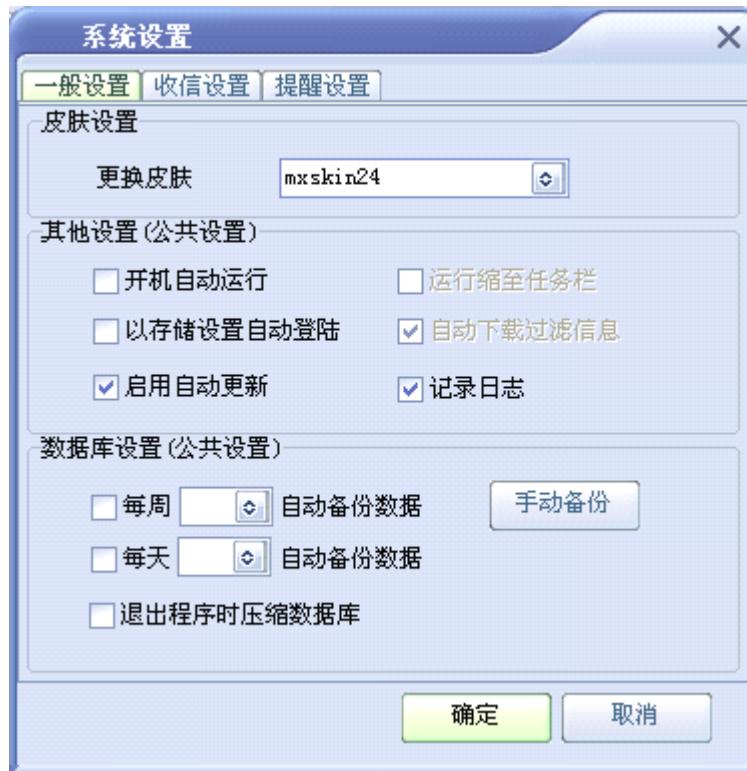 系统设置
一般设置 收信设置 提醒设置
皮肤设置
更换皮肤 mxskin24
其他设置(公共设置)
开机自动运行 运行缩至任务栏
以存储设置自动登陆 自动下载过滤信息
启用自动更新 记录日志
数据库设置(公共设置)
每周 自动备份数据 手动备份
每天 自动备份数据
退出程序时压缩数据库
确定 取消